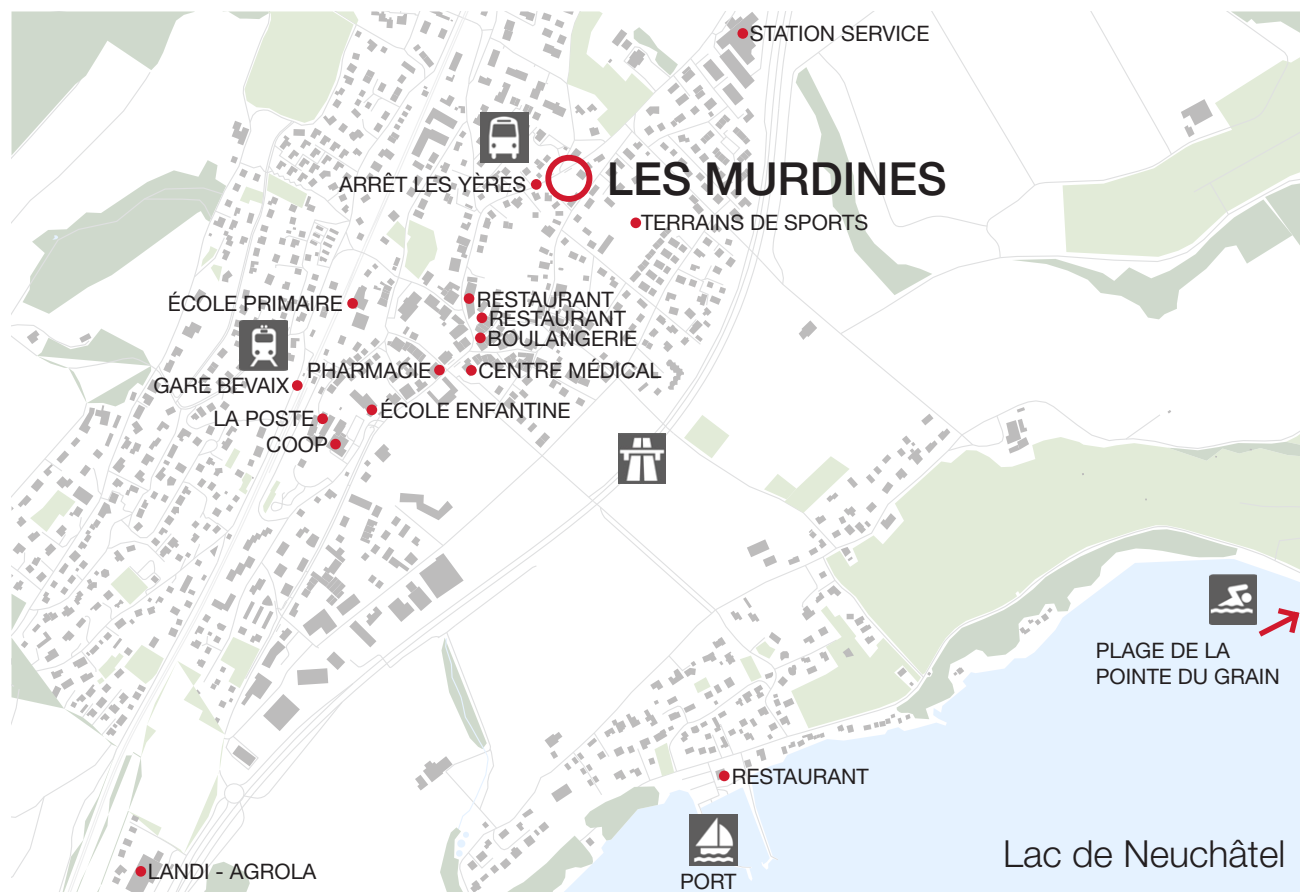 STATION SERVICE
LES MURDINES
ARRÊT LES YÈRES
TERRAINS DE SPORTS
ÉCOLE PRIMAIRE
RESTAURANT
RESTAURANT
BOULANGERIE
PHARMACIE
CENTRE MÉDICAL
GARE BEVAIX
ÉCOLE ENFANTINE
LA POSTE
COOP
PLAGE DE LA
POINTE DU GRAIN
RESTAURANT
Lac de Neuchâtel
LANDI - AGROLA
PORT